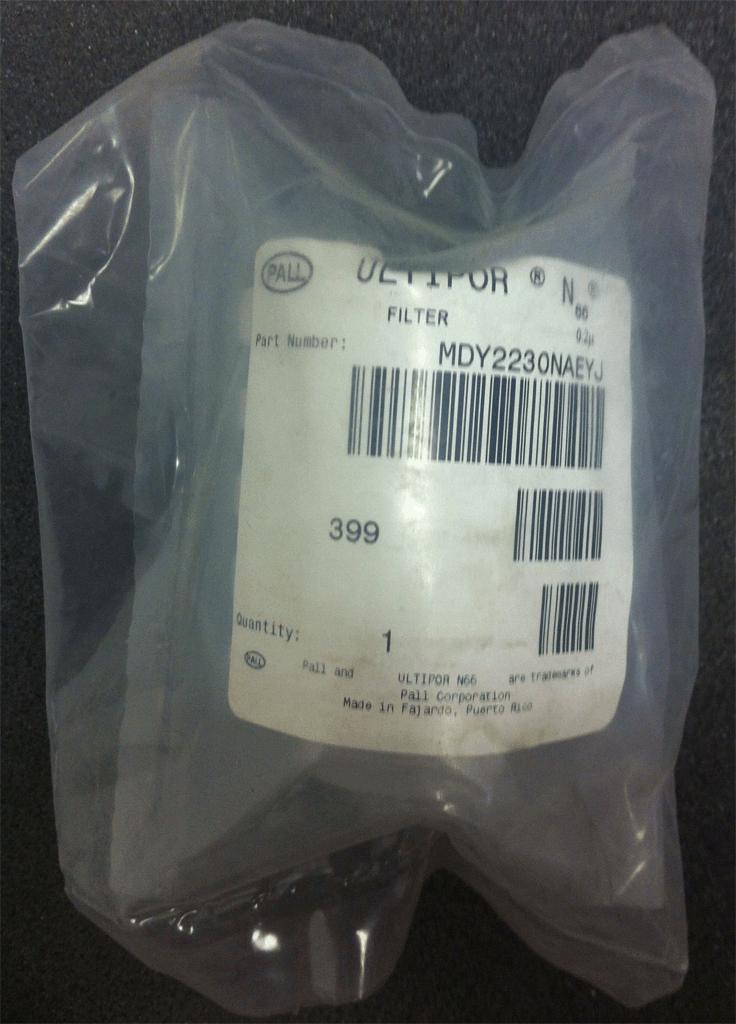 PALL ULTIPOR ® N66 ®
FILTER 0.2µ
Part Number:
MDY2230NAEYJ
399
Quantity: 1
PALL Pall and ULTIPOR N66 are trademarks of
Pall Corporation
Made in Fajardo, Puerto Rico